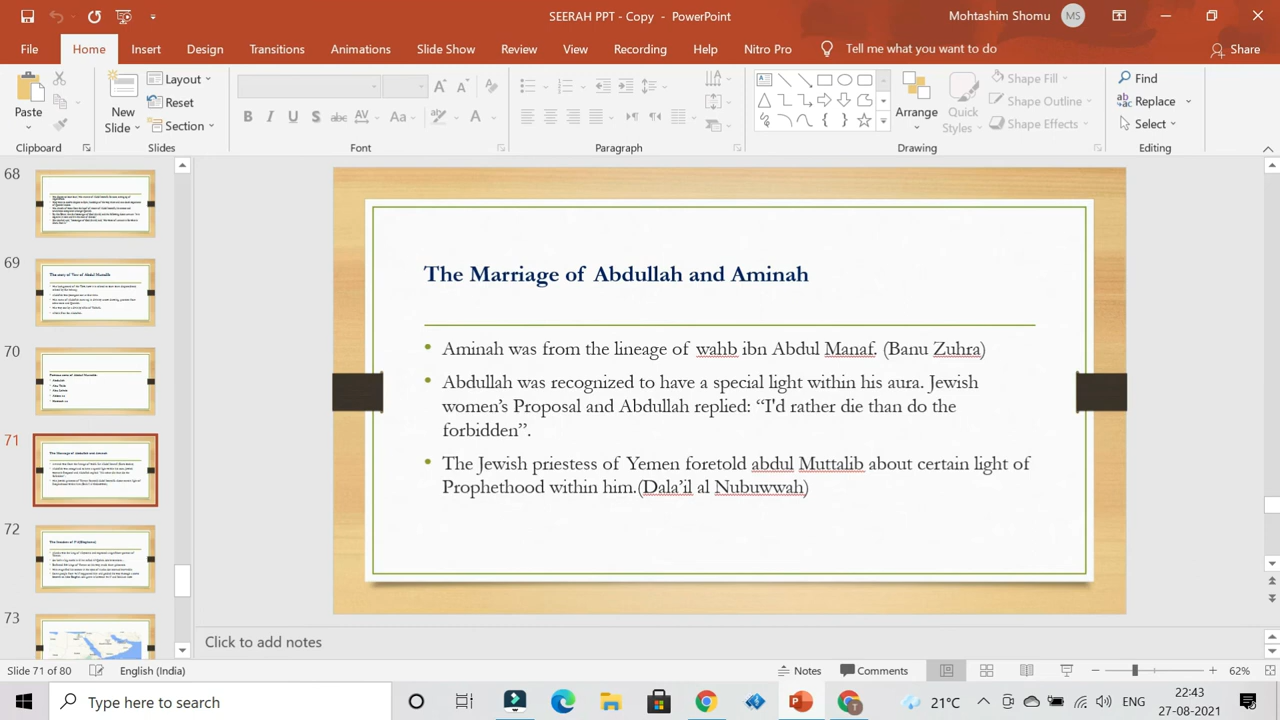 SEERAH PPT - Copy - PowerPoint
Mohtashim Shomu MS
File Home Insert Design Transitions Animations Slide Show Review View Recording Help Nitro Pro Tell me what you want to do Share
Paste
Clipboard
New Slide
Layout
Reset
Section
Slides
B I U S abc AV Aa A
Font
Paragraph
Arrange
Quick Styles
Shape Fill
Shape Outline
Shape Effects
Drawing
Find
Replace
Select
Editing
68
69
70
71
72
73
The Marriage of Abdullah and Aminah
• Aminah was from the lineage of wahb ibn Abdul Manaf. (Banu Zuhra)
• Abdullah was recognized to have a special light within his aura. Jewish
women’s Proposal and Abdullah replied: “I'd rather die than do the
forbidden”.
• The Jewish priestess of Yemen foretold abdul Muttalib about certain light of
Prophethood within him.(Dala’il al Nubuwwah)
Click to add notes
Slide 71 of 80 English (India) Notes Comments 62%
Type here to search
21°C ENG
22:43
27-08-2021